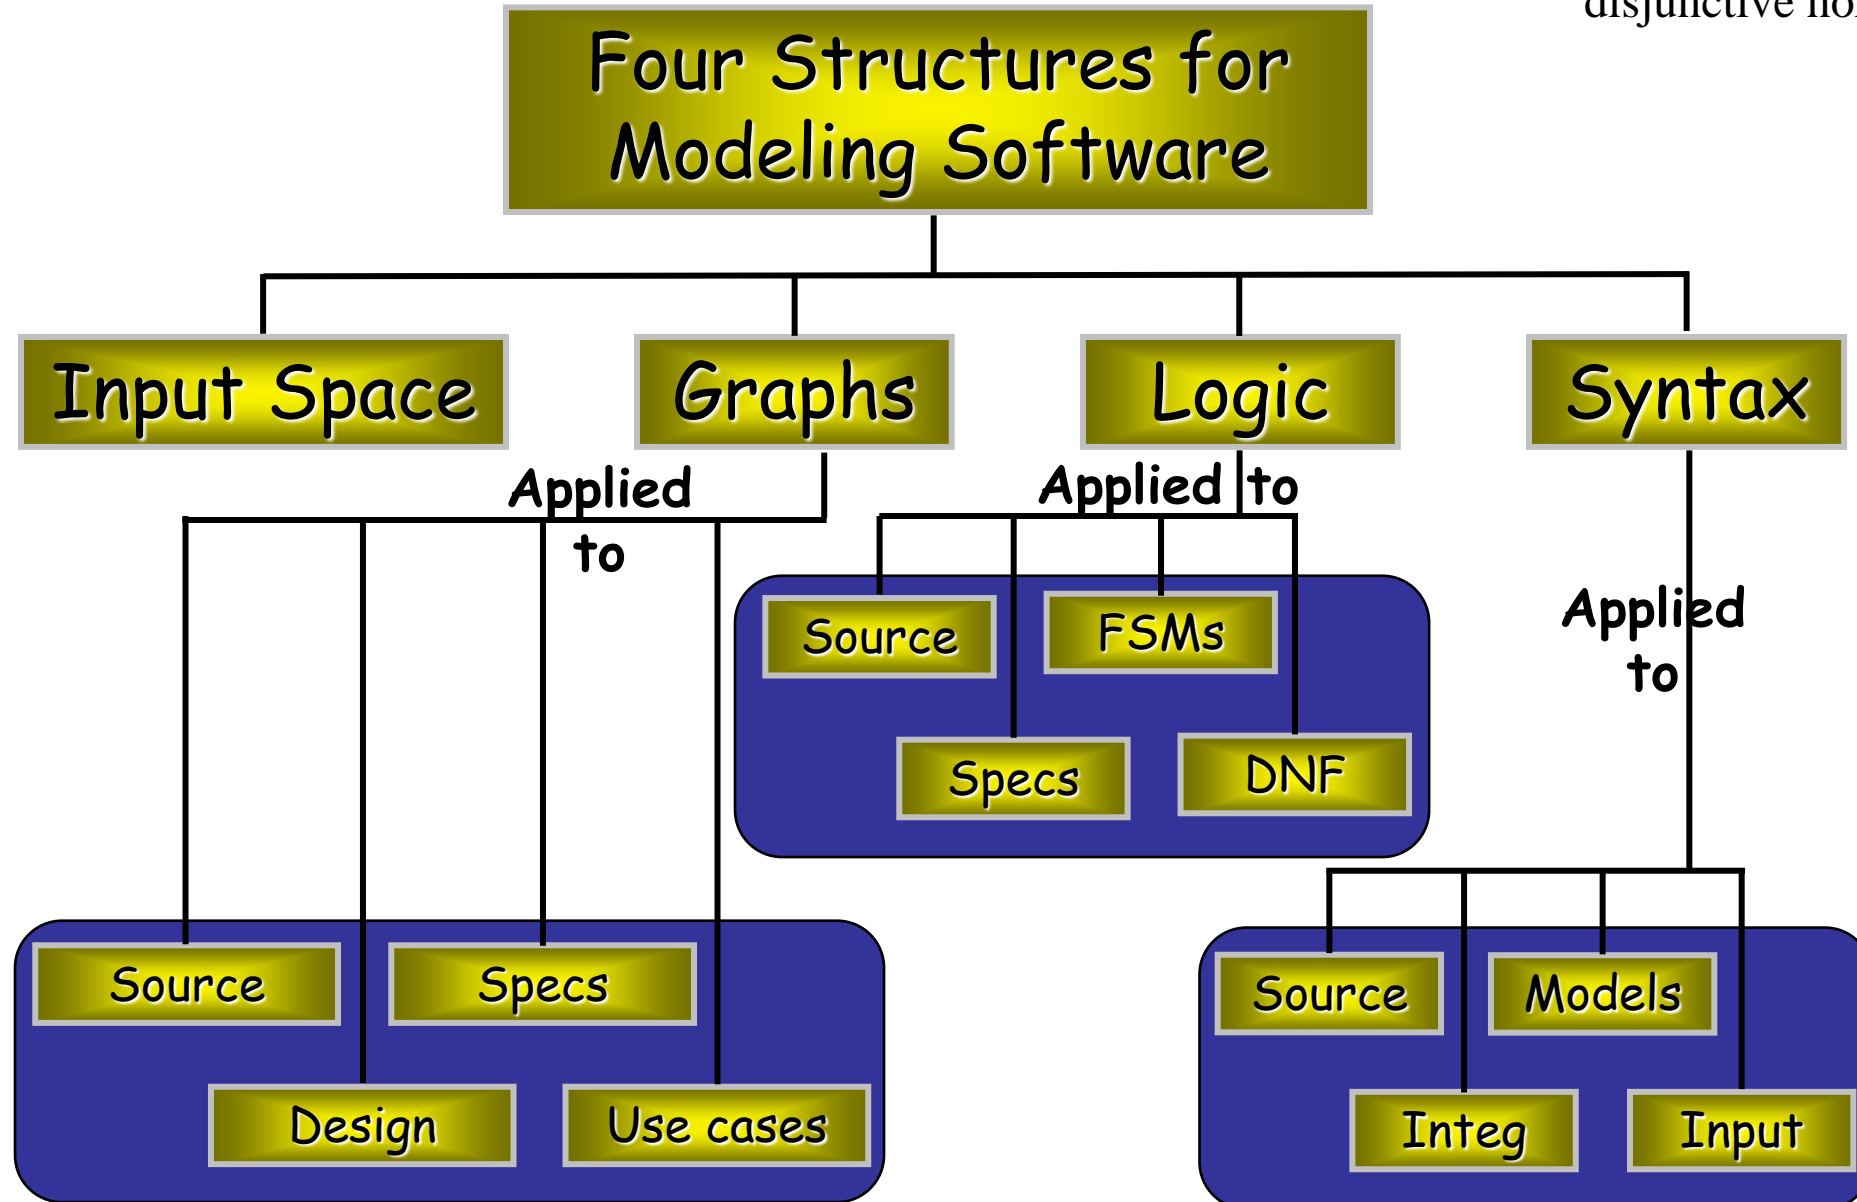 disjunctive
Four Structures for
Modeling Software
Input Space
Graphs
Logic
Syntax
Applied
to
Applied to
Applied
to
Source
FSMs
Specs
DNF
Source
Specs
Design
Use cases
Source
Models
Integ
Input